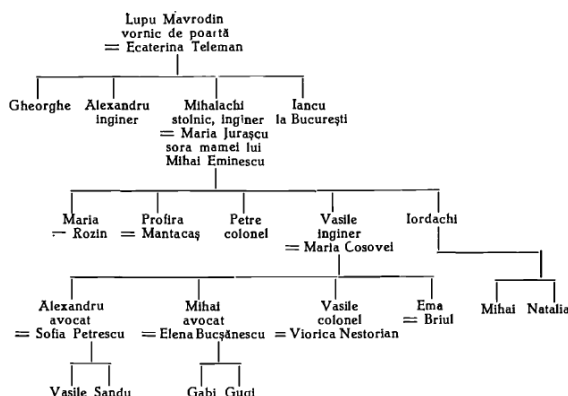 Lupu Mavrodin
vornic de poartă
= Ecaterina Teleman
Gheorghe Alexandru Mihalachi Iancu
inginer stolnic, inginer la București
= Maria Jurașcu
sora mamei lui
Mihai Eminescu
Maria Profira Petre Vasile Iordachi
= Rozin = Mantacaș colonel inginer
= Maria Cosovei
Alexandru Mihai Vasile Ema Mihai Natalia
avocat avocat colonel = Briul
= Sofia Petrescu = Elena Bucșănescu = Viorica Nestorian
Vasile Sandu Gabi Gugi